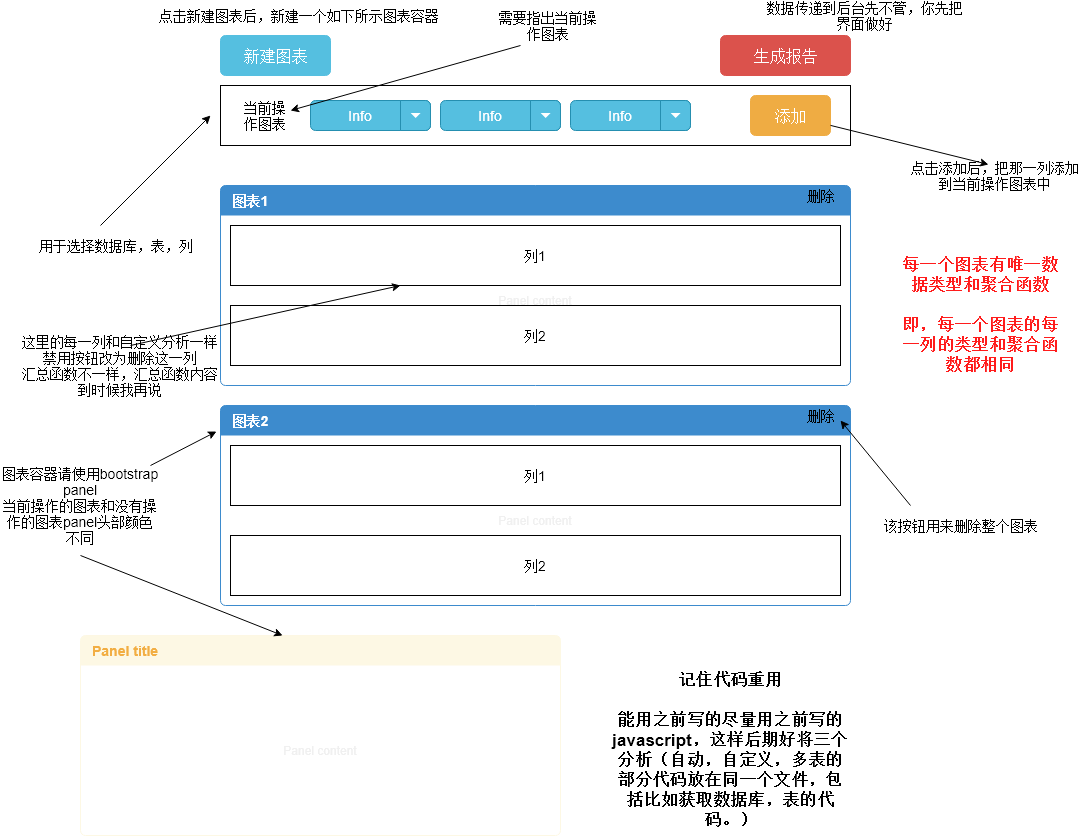 点击新建图表后，新建一个如下所示图表容器
需要指出当前操
作图表
数据传递到后台先不管，你先把
界面做好
新建图表
生成报告
当前操
作图表
Info
Info
Info
添加
点击添加后，把那一列添加
到当前操作图表中
用于选择数据库，表，列
图表1
删除
列1
Panel content
列2
每一个图表有唯一数
据类型和聚合函数
即，每一个图表的每
一列的类型和聚合函
数都相同
这里的每一列和自定义分析一样
禁用按钮改为删除这一列
汇总函数不一样，汇总函数内容
到时候我再说
图表2
删除
列1
Panel content
列2
图表容器请使用bootstrap
panel
当前操作的图表和没有操
作的图表panel头部颜色
不同
该按钮用来删除整个图表
Panel title
Panel content
记住代码重用
能用之前写的尽量用之前写的
javascript，这样后期好将三个
分析（自动，自定义，多表的
部分代码放在同一个文件，包
括比如获取数据库，表的代
码。）